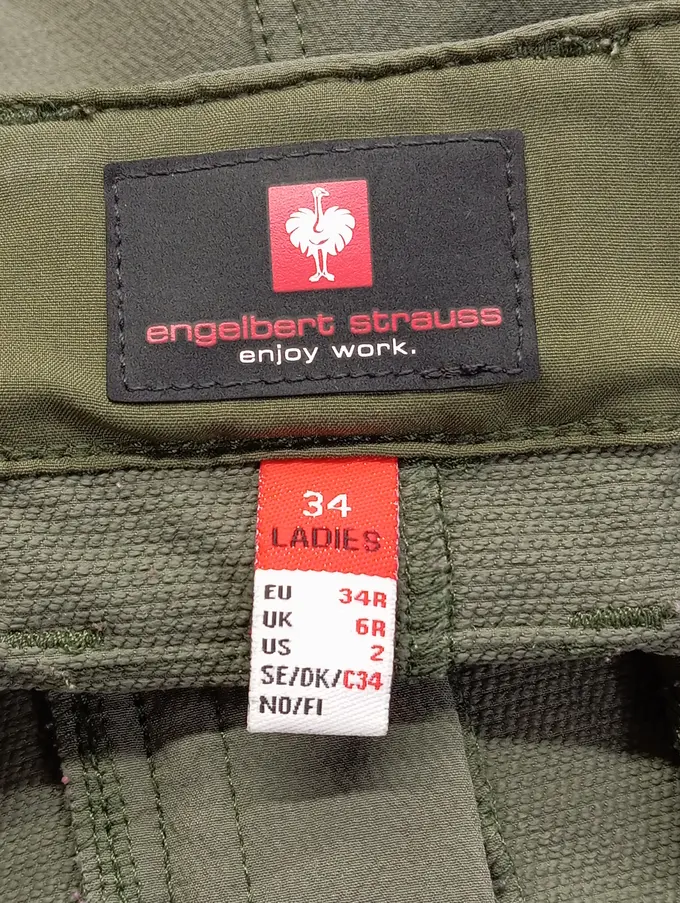 engelbert strauss
enjoy work.
34
LADIES
EU 34R
UK 6R
US 2
SE/DK/C34
NO/FI